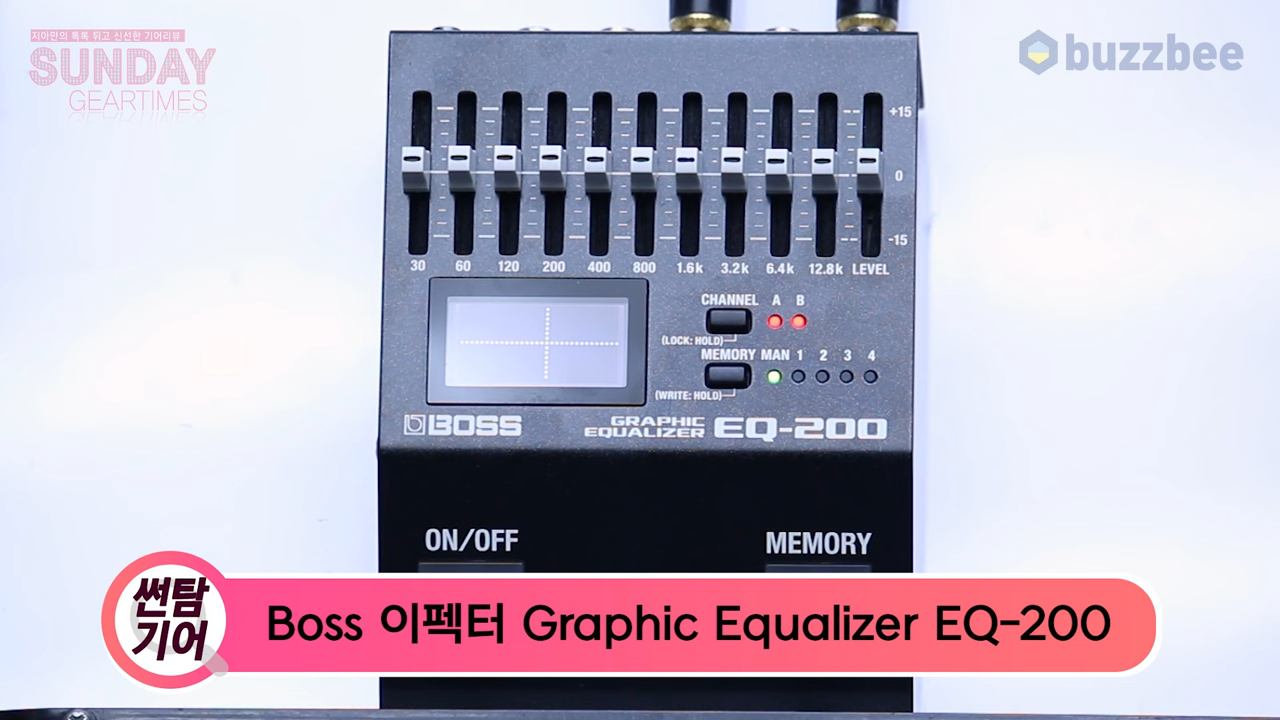 지아만의 톡톡 튀고 신선한 기어리뷰
SUNDAY
GEARTIMES
buzzbee
+15
0
-15
30 60 120 200 400 800 1.6k 3.2k 6.4k 12.8k LEVEL
CHANNEL A B
(LOCK: HOLD)
MEMORY MAN 1 2 3 4
(WRITE: HOLD)
BOSS
GRAPHIC
EQUALIZER EQ-200
ON/OFF MEMORY
썬탐
기어
Boss 이펙터 Graphic Equalizer EQ-200